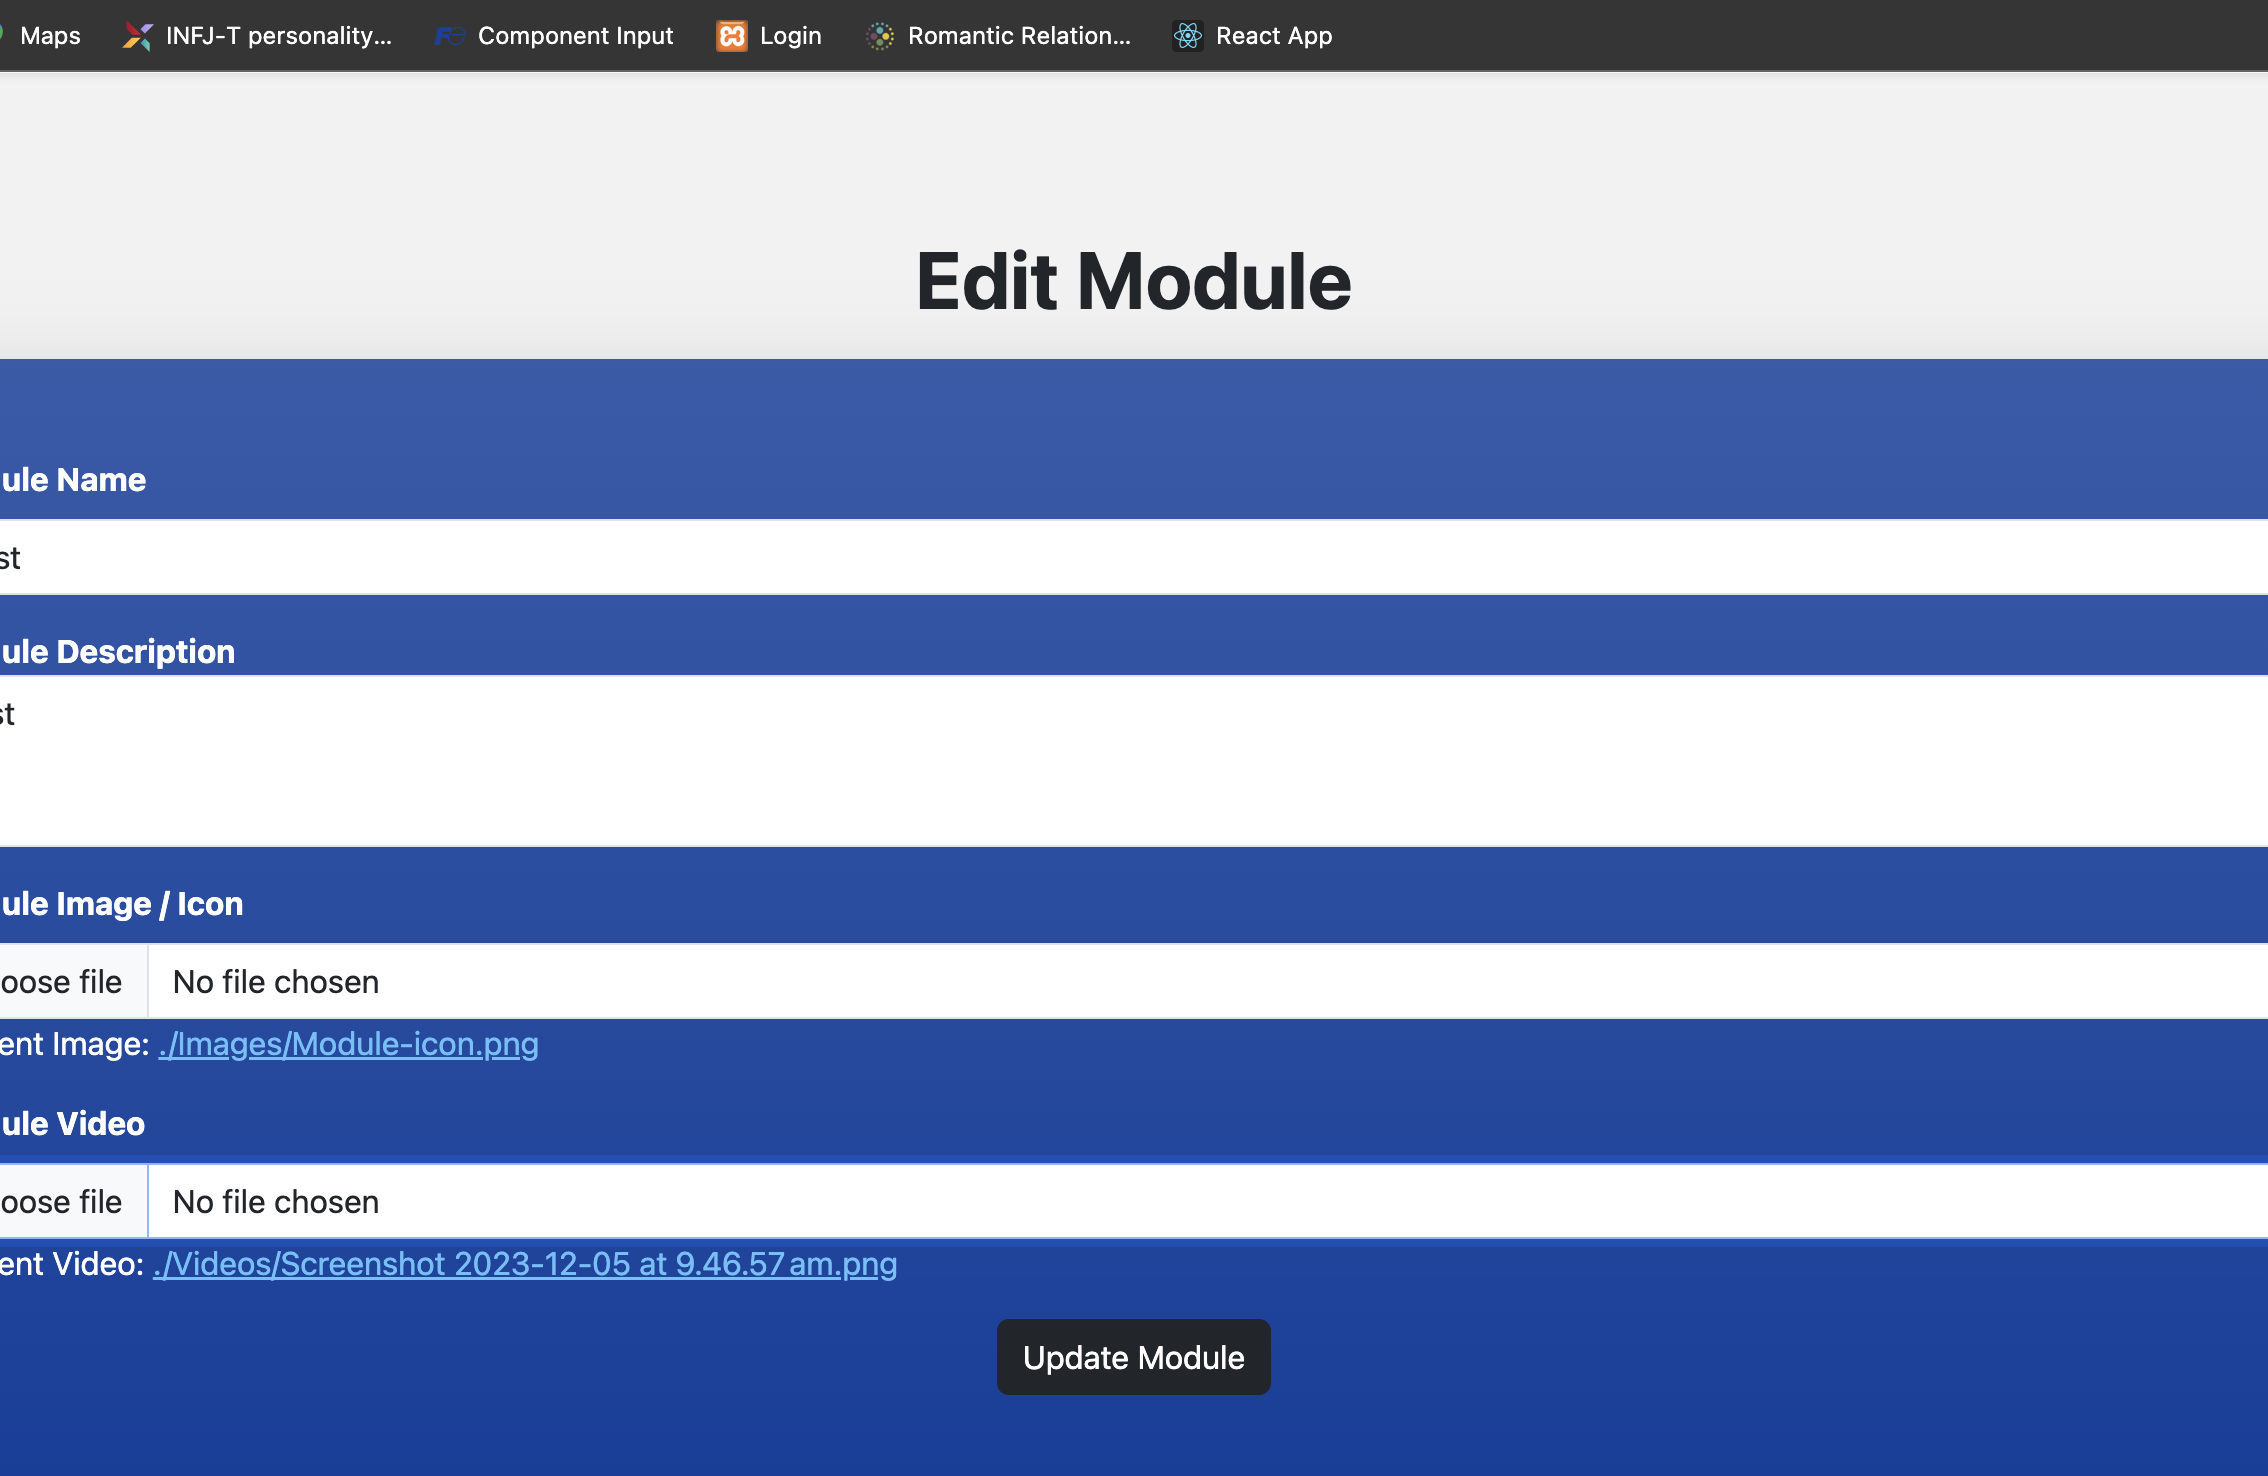 Maps INFJ-T personality... Component Input Login Romantic Relation... React App
Edit Module
ule Name
st
ule Description
st
ule Image / Icon
oose file No file chosen
ent Image: ./Images/Module-icon.png
ule Video
oose file No file chosen
ent Video: ./Videos/Screenshot 2023-12-05 at 9.46.57 am.png
Update Module